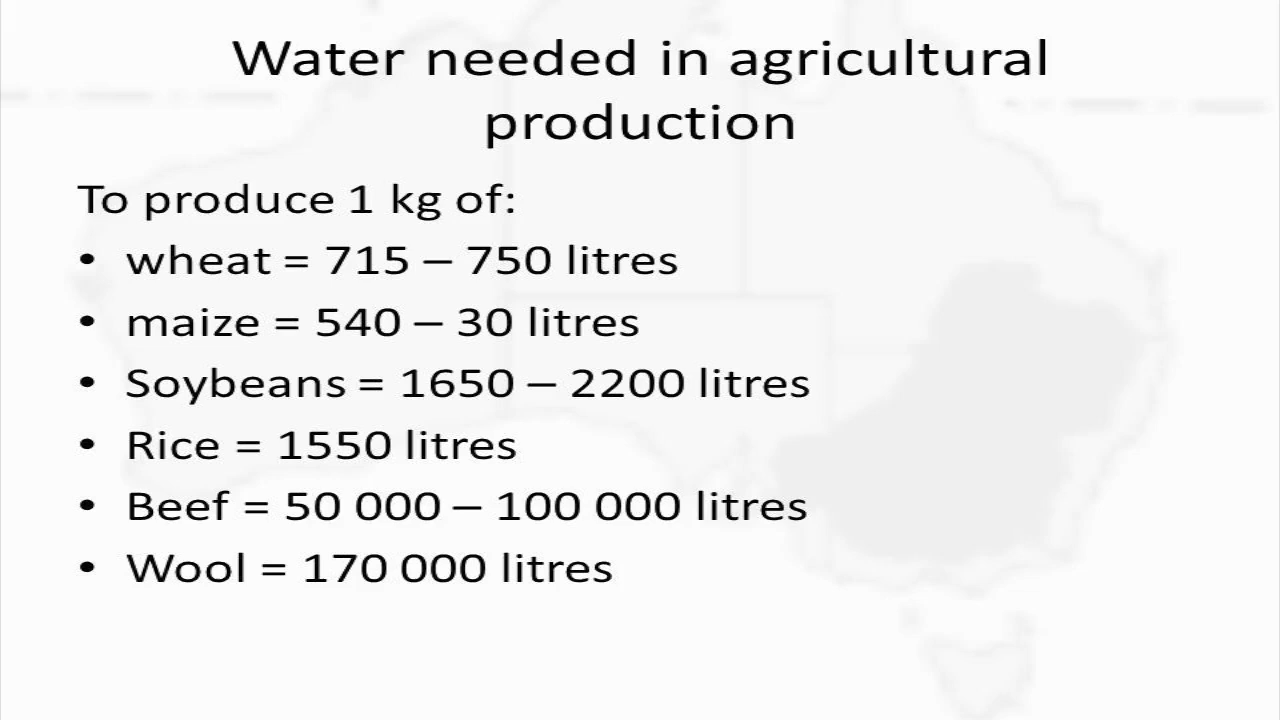 Water needed in agricultural
production
To produce 1 kg of:
• wheat = 715 – 750 litres
• maize = 540 – 30 litres
• Soybeans = 1650 – 2200 litres
• Rice = 1550 litres
• Beef = 50 000 – 100 000 litres
• Wool = 170 000 litres